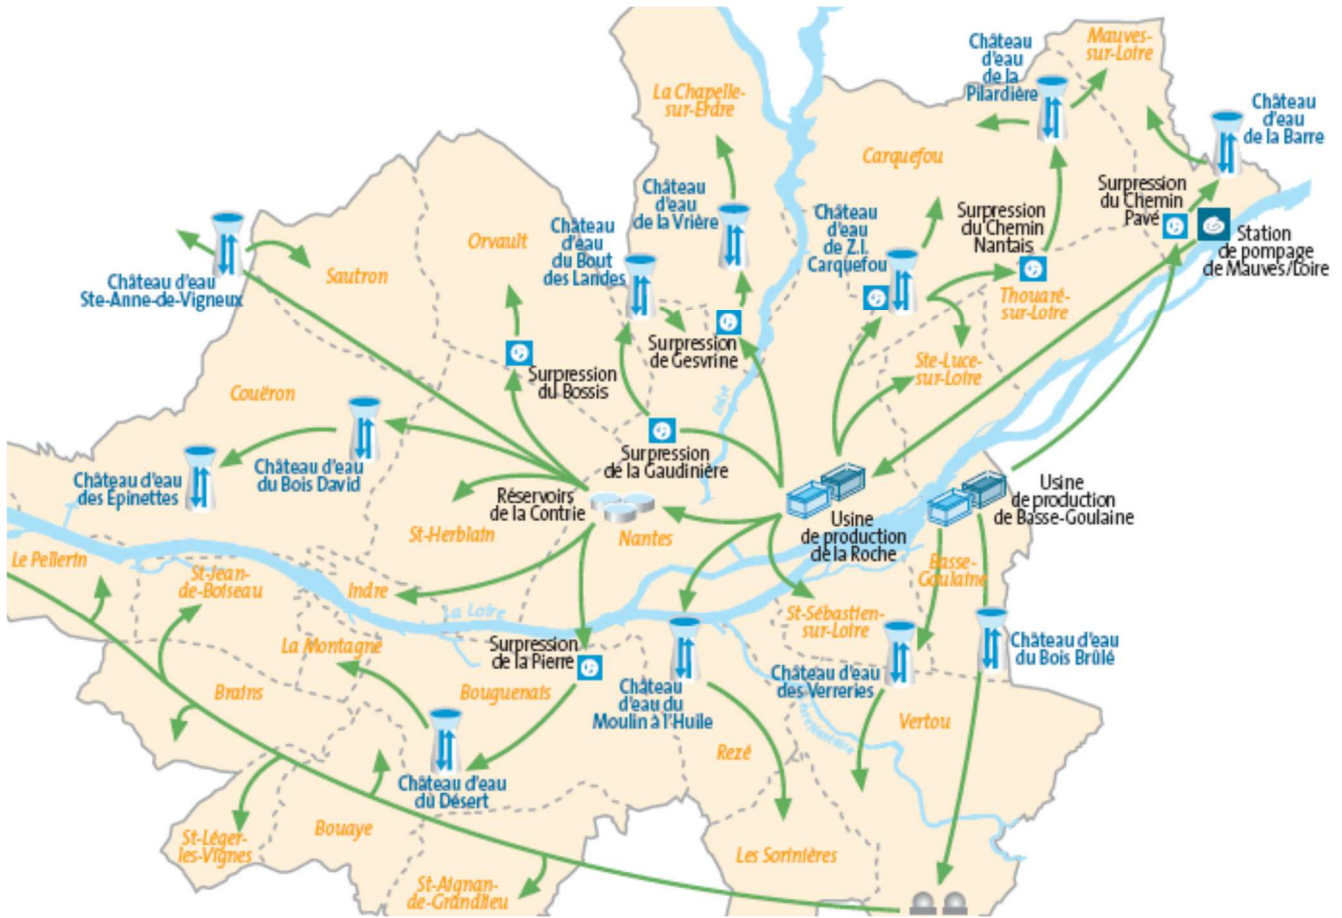 Mauves-
sur-Loire
Château
d'eau
de la
Pilardière
La Chapelle-
sur-Erdre
Château
d'eau
de la Barre
Carquefou
Surpression
du Chemin
Pavé
Château
d'eau
de la Vrière
Château
d'eau
de Z.I.
Carquefou
Surpression
du Chemin
Nantais
Château
d'eau
du Bout
des Landes
Orvault
Station
de pompage
de Mauves/Loire
Sautron
Château d'eau
Ste-Anne-de-Vigneux
Thouaré-
sur-Loire
Surpression
de Gesvrine
Ste-Luce-
sur-Loire
Surpression
du Bossis
Couëron
Erdre
Surpression
de la Gaudinière
Château d'eau
du Bois David
Château d'eau
des Épinettes
Réservoirs
de la Contrie
Usine
de production
de Basse-Goulaine
Usine
de production
de la Roche
St-Herblain
Nantes
Le Pellerin
St-Jean-
de-Boiseau
Indre
Basse-
Goulaine
La Loire
St-Sébastien-
sur-Loire
La Montagne
Surpression
de la Pierre
Château d'eau
du Bois Brûlé
Château d'eau
des Verreries
Brains
Bouguenais
Château
d'eau du
Moulin à l'Huile
Vertou
Rezé
Château d'eau
du Désert
St-Léger-
les-Vignes
Bouaye
Les Sorinières
St-Aignan-
de-Grandlieu